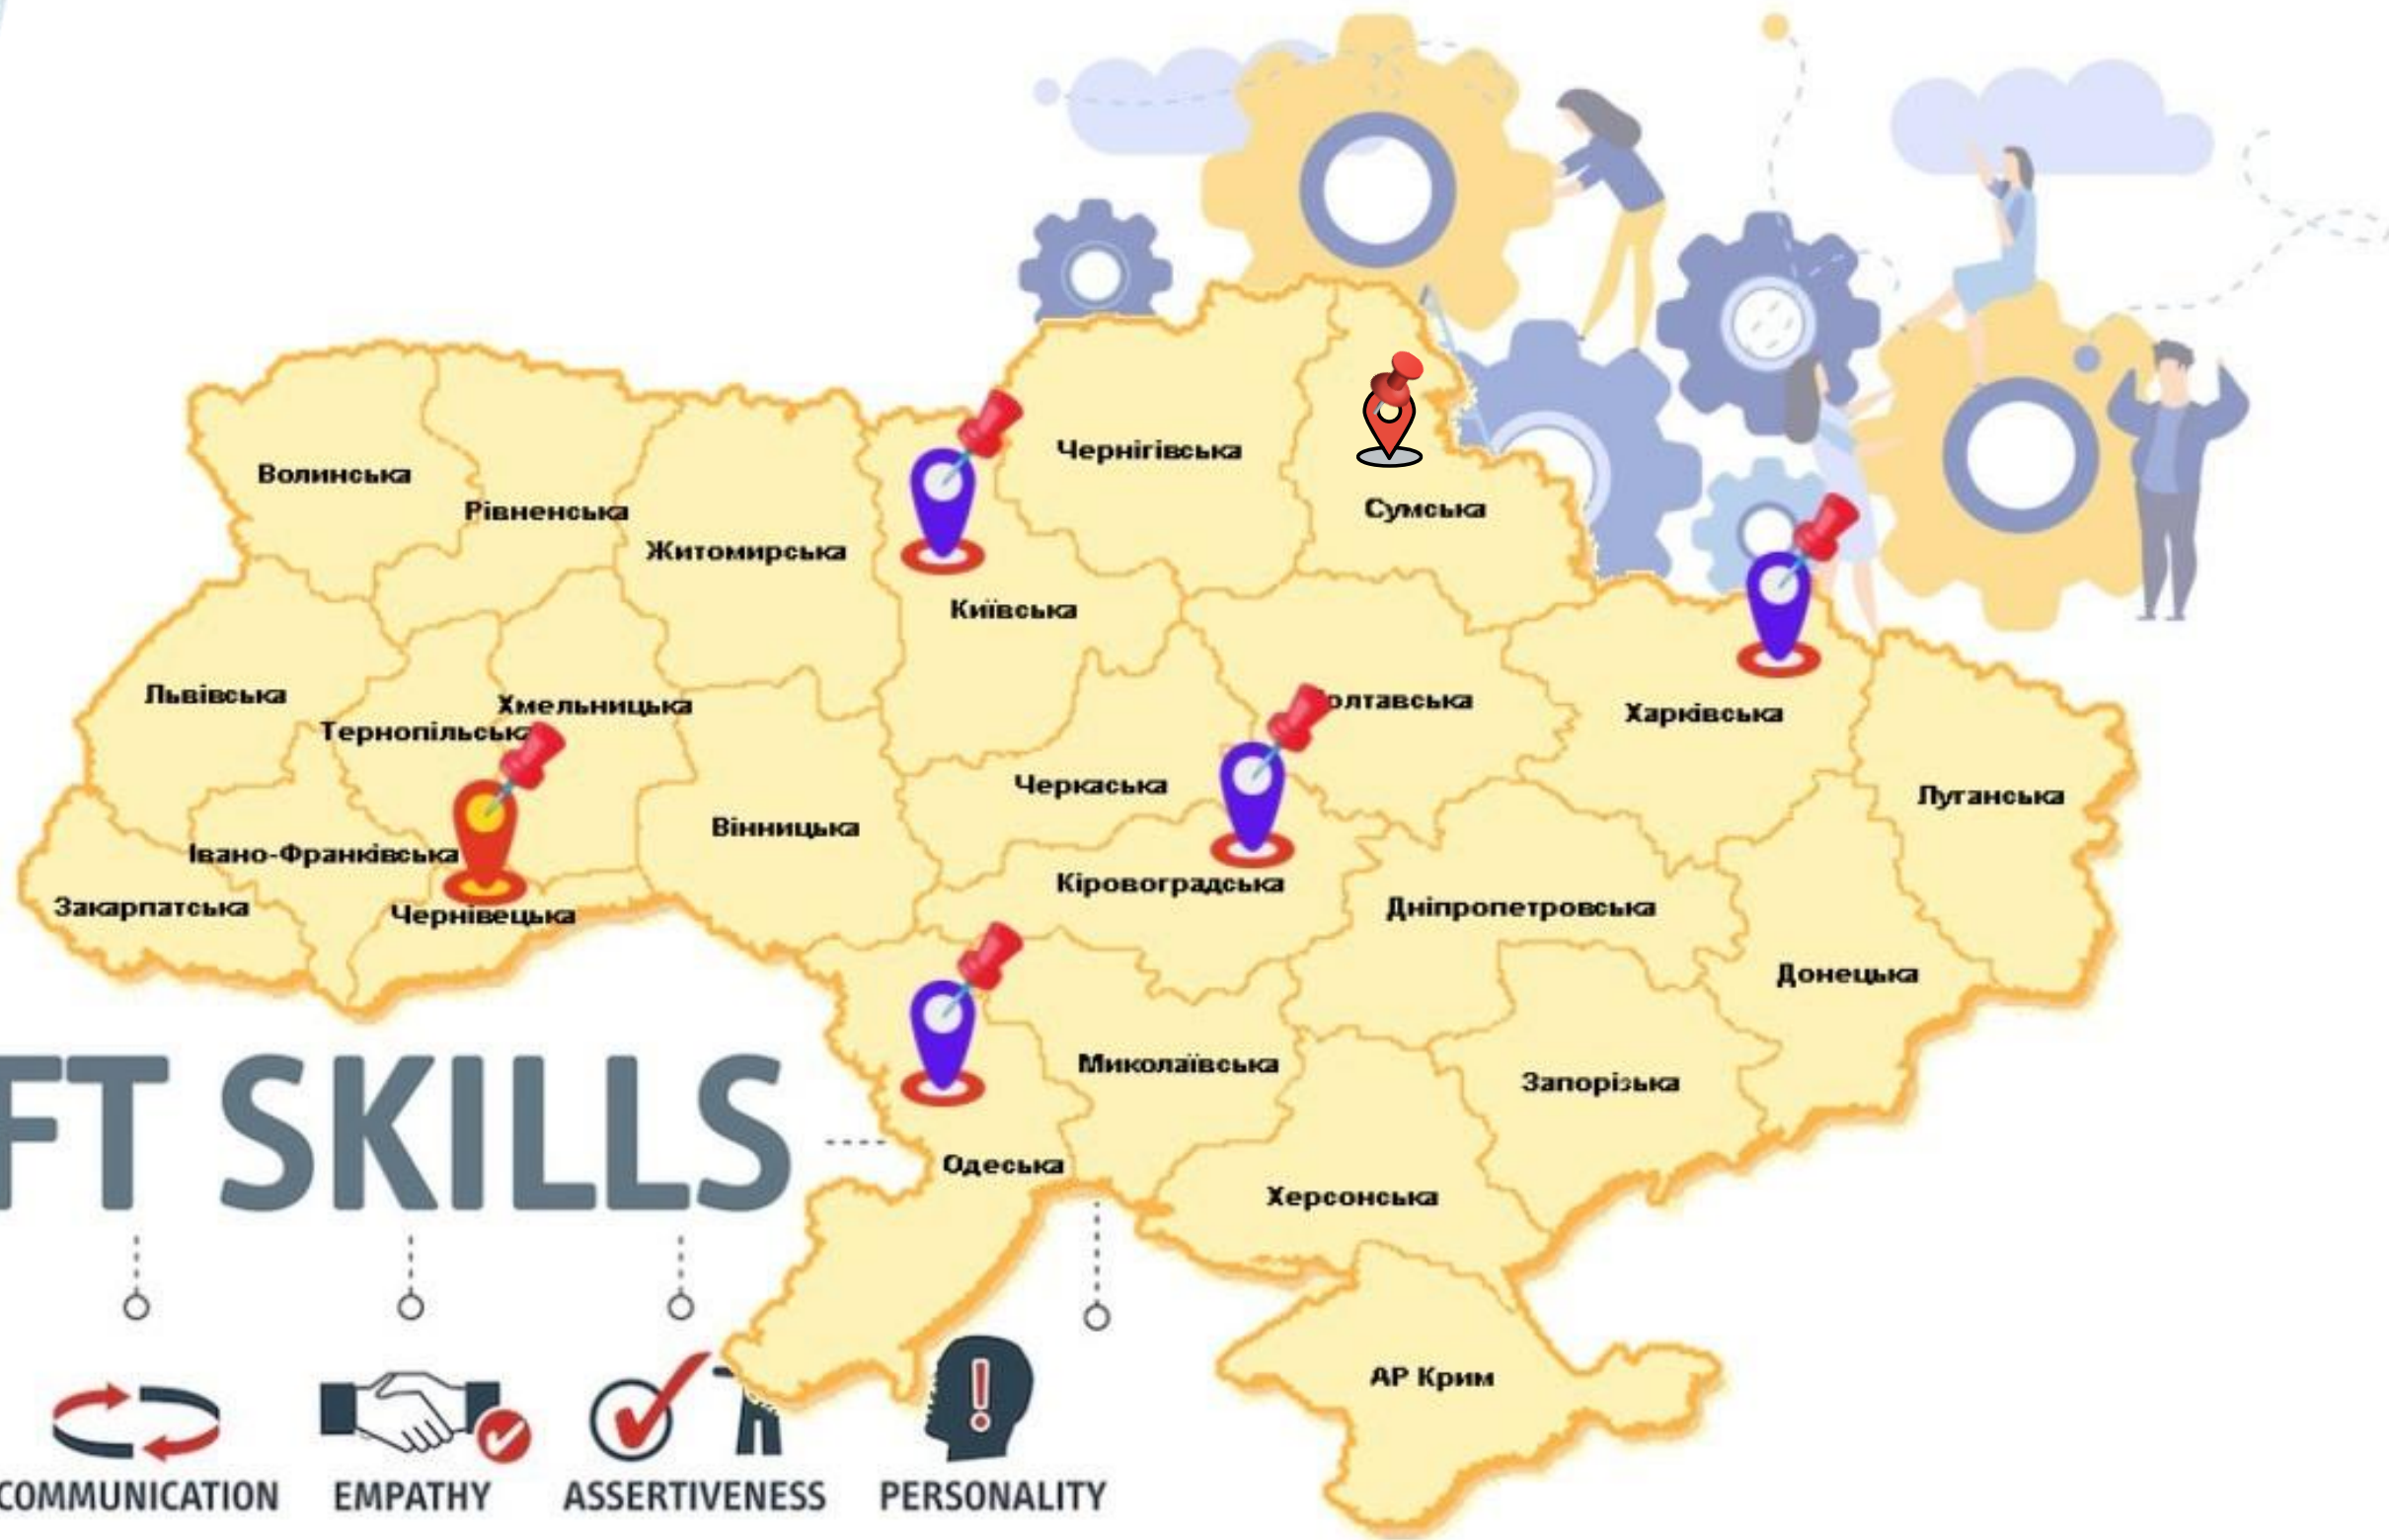 Чернігівська
Волинська
Сумська
Рівненська
Житомирська
Київська
Львівська
Хмельницька
олтавська
Харківська
Тернопільська
Черкаська
Луганська
Вінницька
Івано-Франківська
Кіровоградська
Закарпатська
Чернівецька
Дніпропетровська
Донецька
FT SKILLS
Миколаївська
Запорізька
Одеська
Херсонська
АР Крим
COMMUNICATION
EMPATHY
ASSERTIVENESS
PERSONALITY